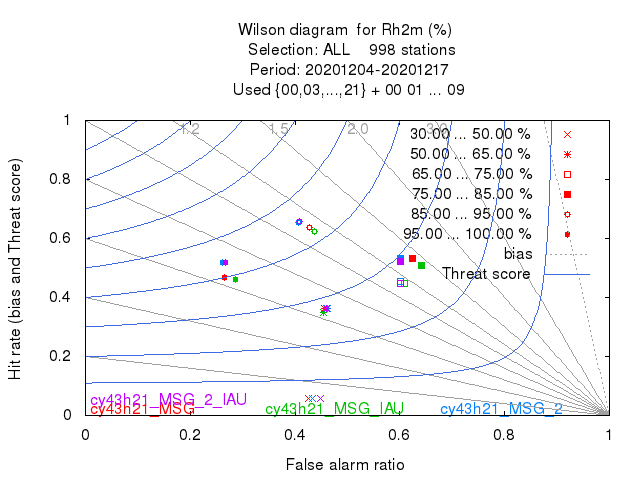 Wilson diagram for Rh2m (%)
Selection: ALL 998 stations
Period: 20201204-20201217
Used {00,03,...,21} + 00 01 ... 09
1.2 1.5 2.0 3.0
30.00 ... 50.00 %
50.00 ... 65.00 %
65.00 ... 75.00 %
75.00 ... 85.00 %
85.00 ... 95.00 %
95.00 ... 100.00 %
bias
Threat score
Hit rate (bias and Threat score)
1
0.8
0.6
0.4
0.2
0
cy43h21_MSG_2_IAU
cy43h21_MSG cy43h21_MSG_IAU cy43h21_MSG_2
0 0.2 0.4 0.6 0.8 1
False alarm ratio